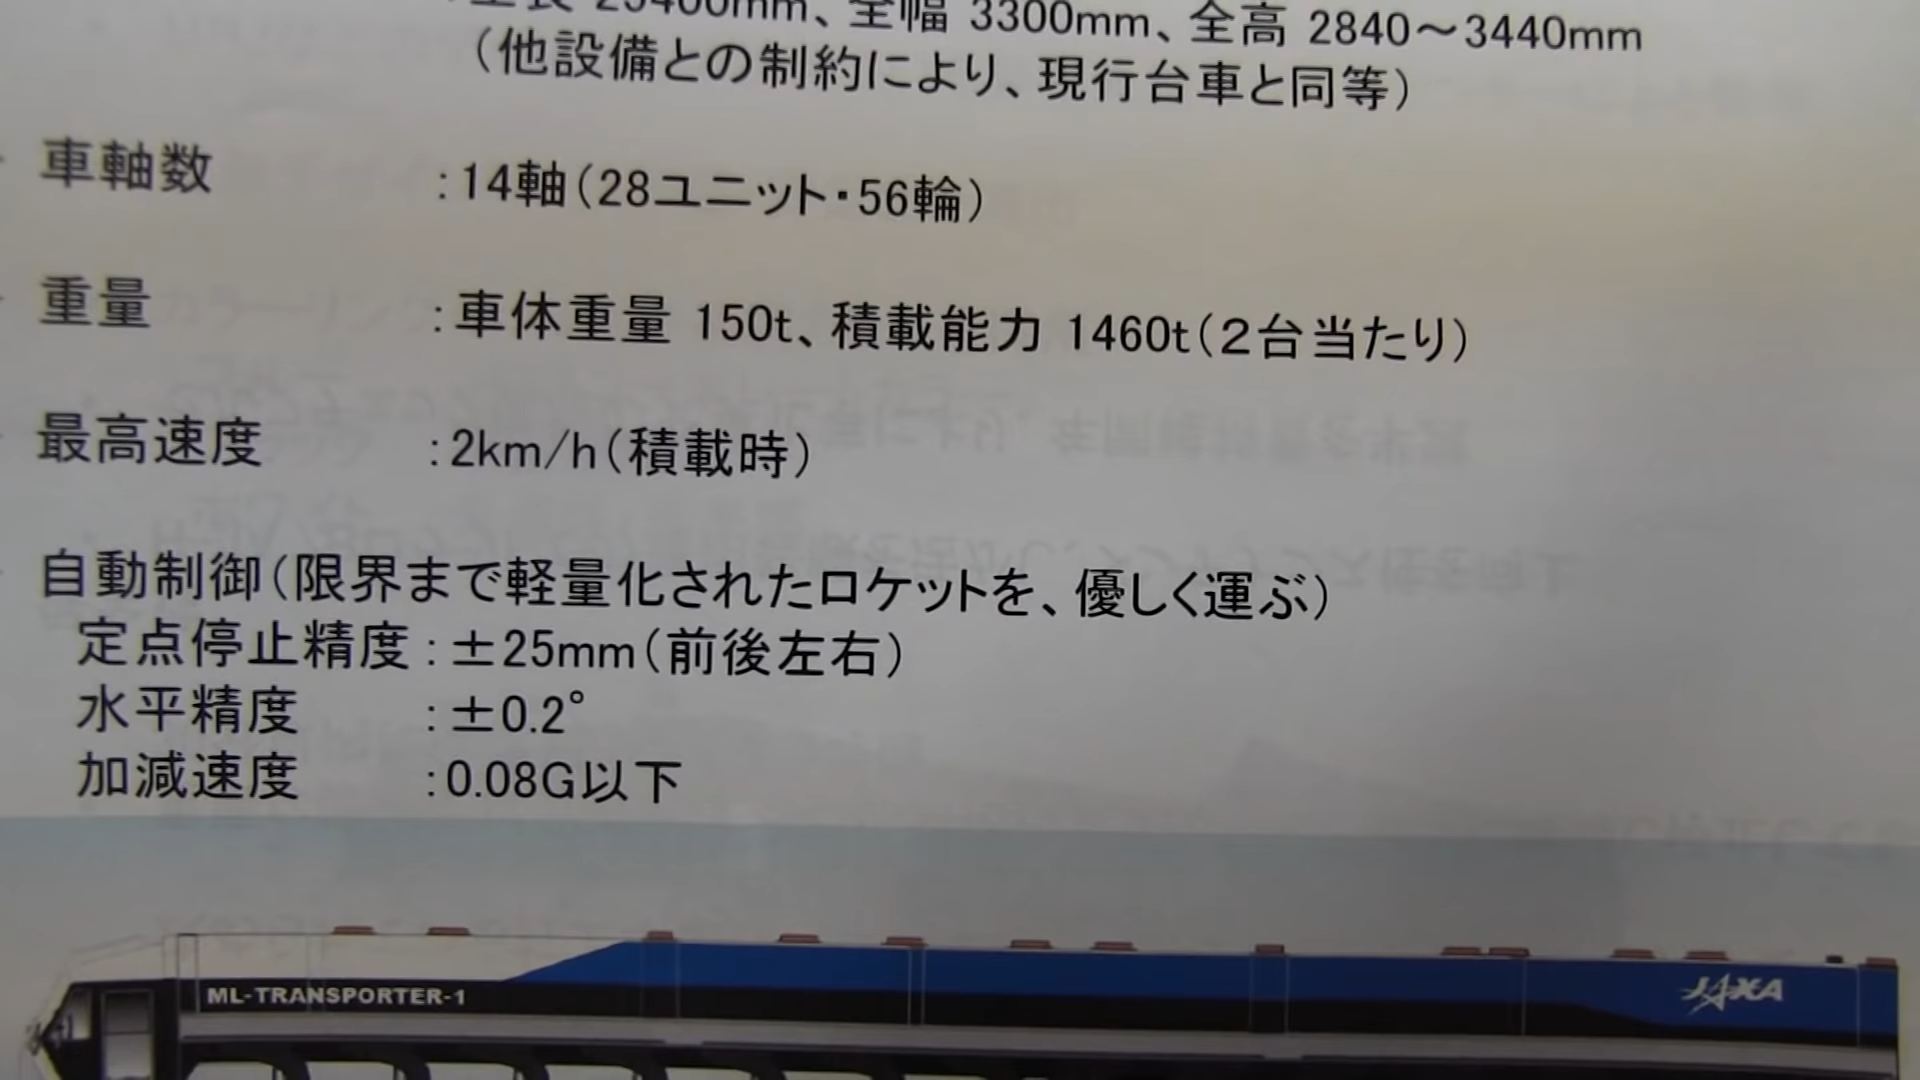 全長 25400mm、全幅 3300mm、全高 2840～3440mm
（他設備との制約により、現行台車と同等）
車軸数 ：14軸（28ユニット・56輪）
重量 ：車体重量 150t、積載能力 1460t（2台当たり）
最高速度 ：2km/h（積載時）
自動制御（限界まで軽量化されたロケットを、優しく運ぶ）
定点停止精度：±25mm（前後左右）
水平精度 ：±0.2°
加減速度 ：0.08G以下
ML-TRANSPORTER-1
JAXA